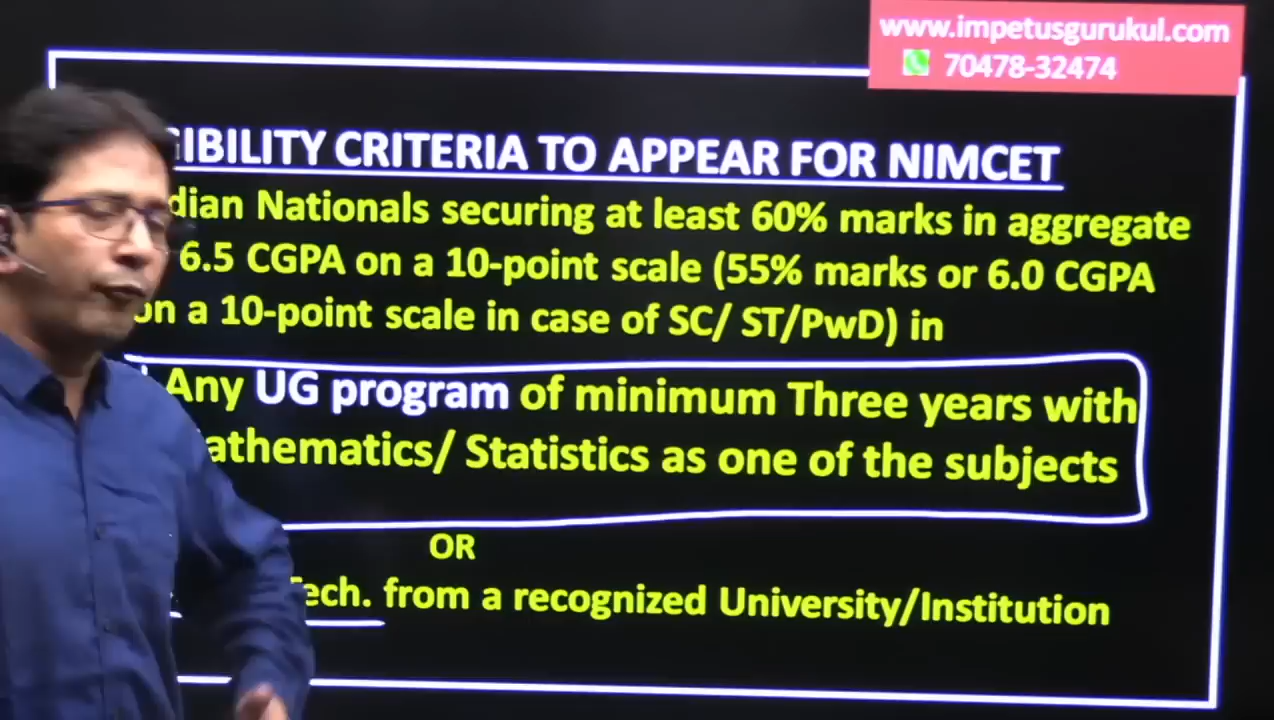 www.impetusgurukul.com
70478-32474
GIBILITY CRITERIA TO APPEAR FOR NIMCET
dian Nationals securing at least 60% marks in aggregate
6.5 CGPA on a 10-point scale (55% marks or 6.0 CGPA
on a 10-point scale in case of SC/ ST/PwD) in
Any UG program of minimum Three years with
athematics/ Statistics as one of the subjects
OR
Tech. from a recognized University/Institution